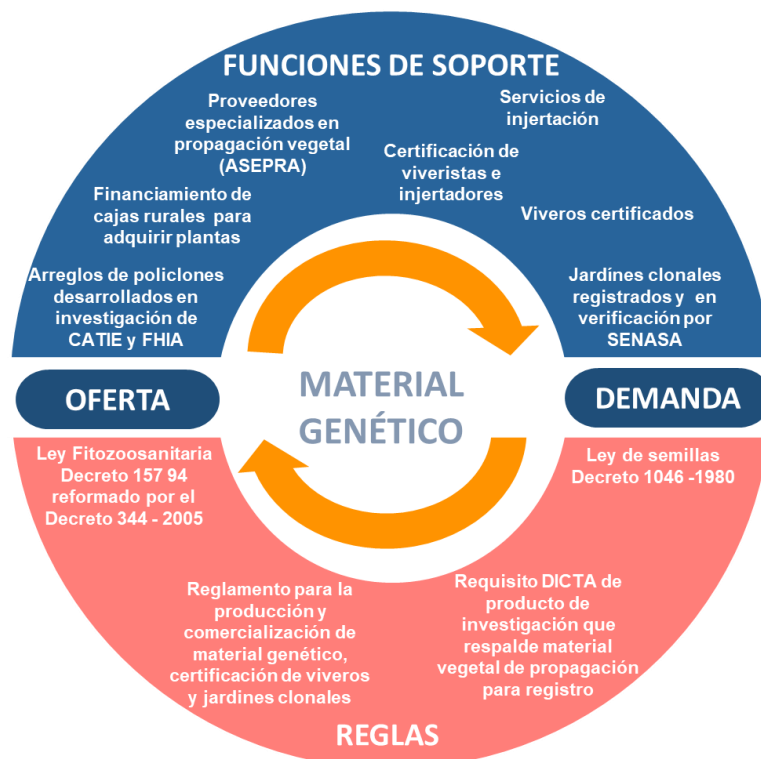 FUNCIONES DE SOPORTE
Proveedores
especializados en
propagación vegetal
(ASEPRA)
Servicios de
injertación
Certificación de
viveristas e
injertadores
Financiamiento de
cajas rurales para
adquirir plantas
Viveros certificados
Arreglos de policlones
desarrollados en
investigación de
CATIE y FHIA
Jardínes clonales
registrados y en
verificación por
SENASA
MATERIAL
GENÉTICO
OFERTA
DEMANDA
Ley Fitozoosanitaria
Decreto 157 94
reformado por el
Decreto 344 - 2005
Ley de semillas
Decreto 1046 -1980
Reglamento para la
producción y
comercialización de
material genético,
certificación de viveros
y jardines clonales
Requisito DICTA de
producto de
investigación que
respalde material
vegetal de propagación
para registro
REGLAS